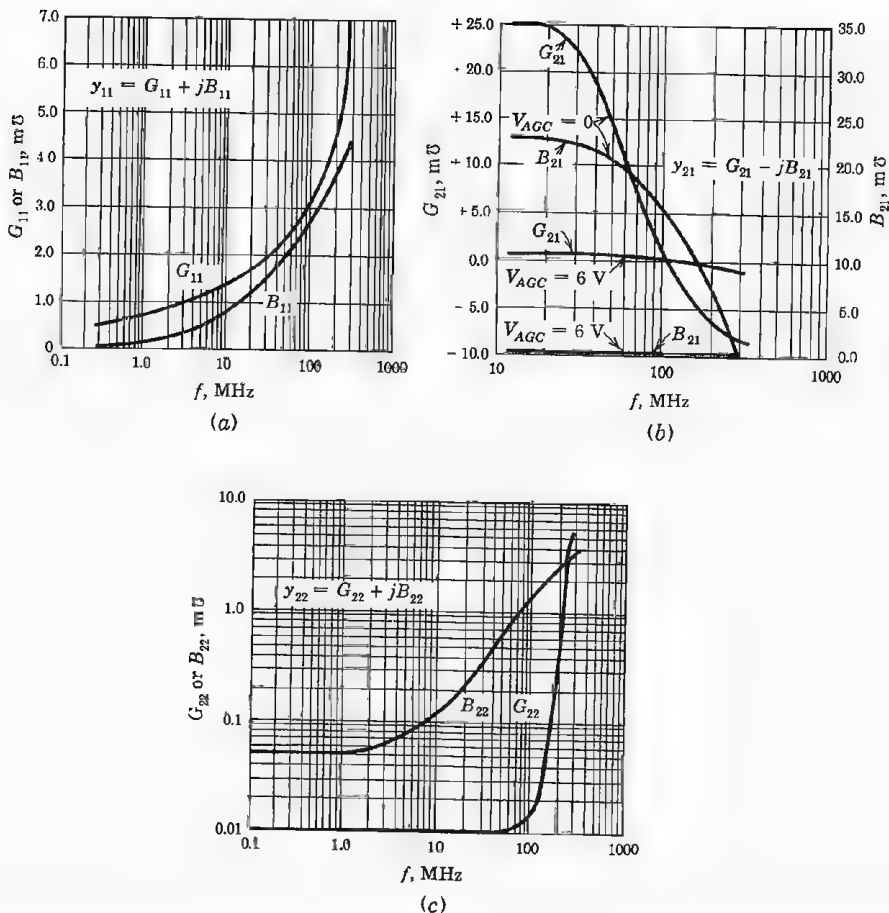 7.0
6.0
5.0
4.0
3.0
2.0
1.0
0
G₁₁ or B₁₁, m℧
y₁₁ = G₁₁ + jB₁₁
G₁₁
B₁₁
0.1
1.0
10
100
1000
f, MHz
(a)
+ 25.0
+ 15.0
+ 10.0
+ 5.0
0.0
- 5.0
- 10.0
G₂₁, m℧
G₂₁
V_AGC = 0
B₂₁
y₂₁ = G₂₁ − jB₂₁
G₂₁
V_AGC = 6 V
V_AGC = 6 V
B₂₁
35.0
30.0
25.0
20.0
15.0
10.0
5.0
0.0
B₂₁, m℧
10
100
1000
f, MHz
(b)
10.0
1.0
0.1
0.01
G₂₂ or B₂₂, m℧
y₂₂ = G₂₂ + jB₂₂
B₂₂
G₂₂
0.1
1.0
10
100
1000
f, MHz
(c)